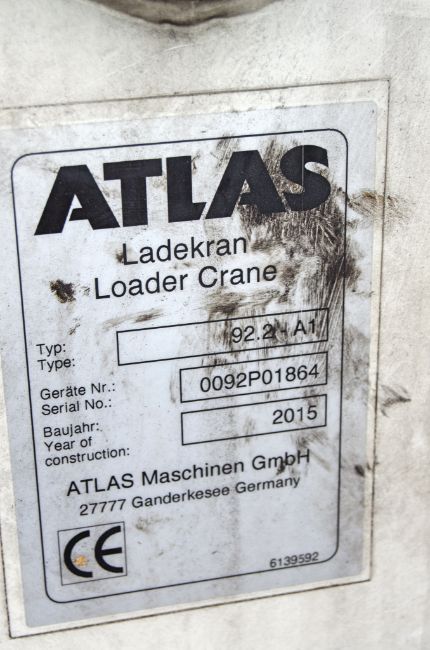 ATLAS
Ladekran
Loader Crane
Typ:
Type:
92.2 - A1
Geräte Nr.:
Serial No.:
0092P01864
Baujahr:
Year of
construction:
2015
ATLAS Maschinen GmbH
27777 Ganderkesee Germany
CE
6139592